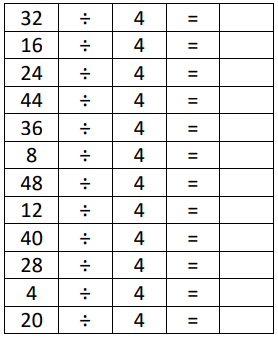 32 ÷ 4 =
16 ÷ 4 =
24 ÷ 4 =
44 ÷ 4 =
36 ÷ 4 =
8 ÷ 4 =
48 ÷ 4 =
12 ÷ 4 =
40 ÷ 4 =
28 ÷ 4 =
4 ÷ 4 =
20 ÷ 4 =